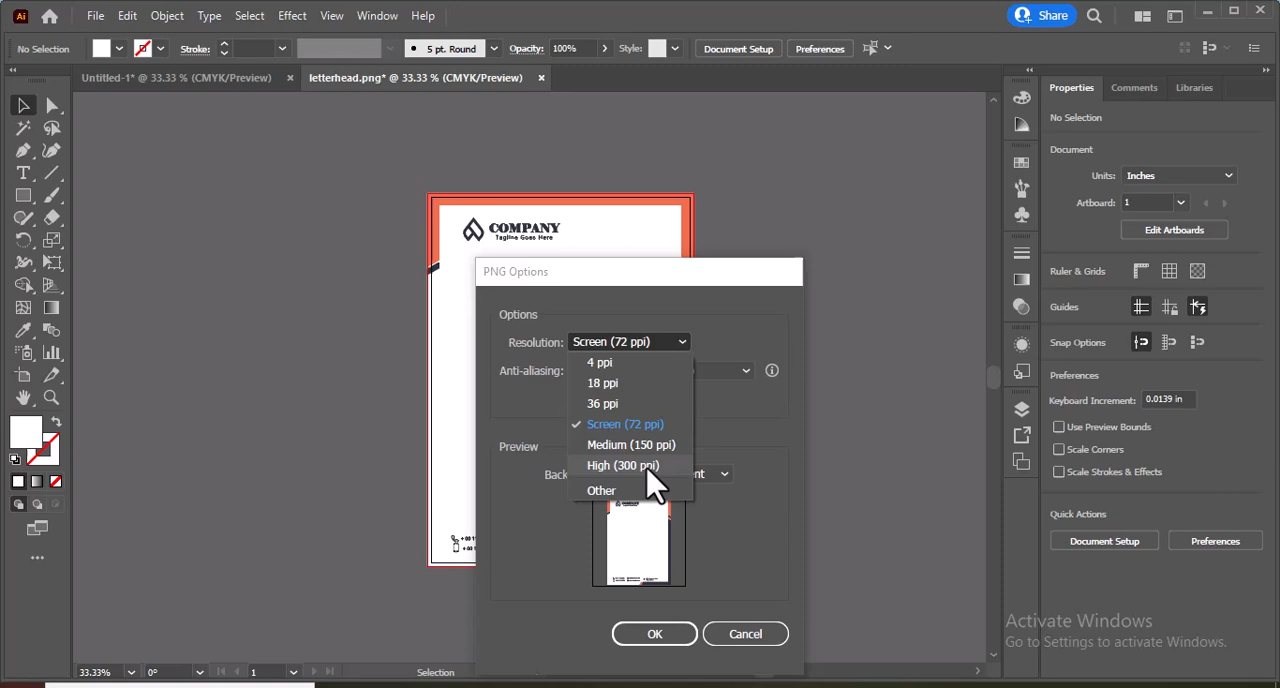 Ai File Edit Object Type Select Effect View Window Help Share
No Selection Stroke: 5 pt. Round Opacity: 100% Style: Document Setup Preferences
Untitled-1* @ 33.33 % (CMYK/Preview) letterhead.png* @ 33.33 % (CMYK/Preview)
Properties Comments Libraries
No Selection
Document
Units: Inches
Artboard: 1
Edit Artboards
Ruler & Grids
Guides
Snap Options
Preferences
Keyboard Increment: 0.0139 in
Use Preview Bounds
Scale Corners
Scale Strokes & Effects
Quick Actions
Document Setup Preferences
COMPANY
Tagline Goes Here
PNG Options
Options
Resolution: Screen (72 ppi)
Anti-aliasing:
4 ppi
18 ppi
36 ppi
Screen (72 ppi)
Medium (150 ppi)
High (300 ppi)
Other
Preview
OK Cancel
Activate Windows
Go to Settings to activate Windows.
33.33% 0° 1 Selection